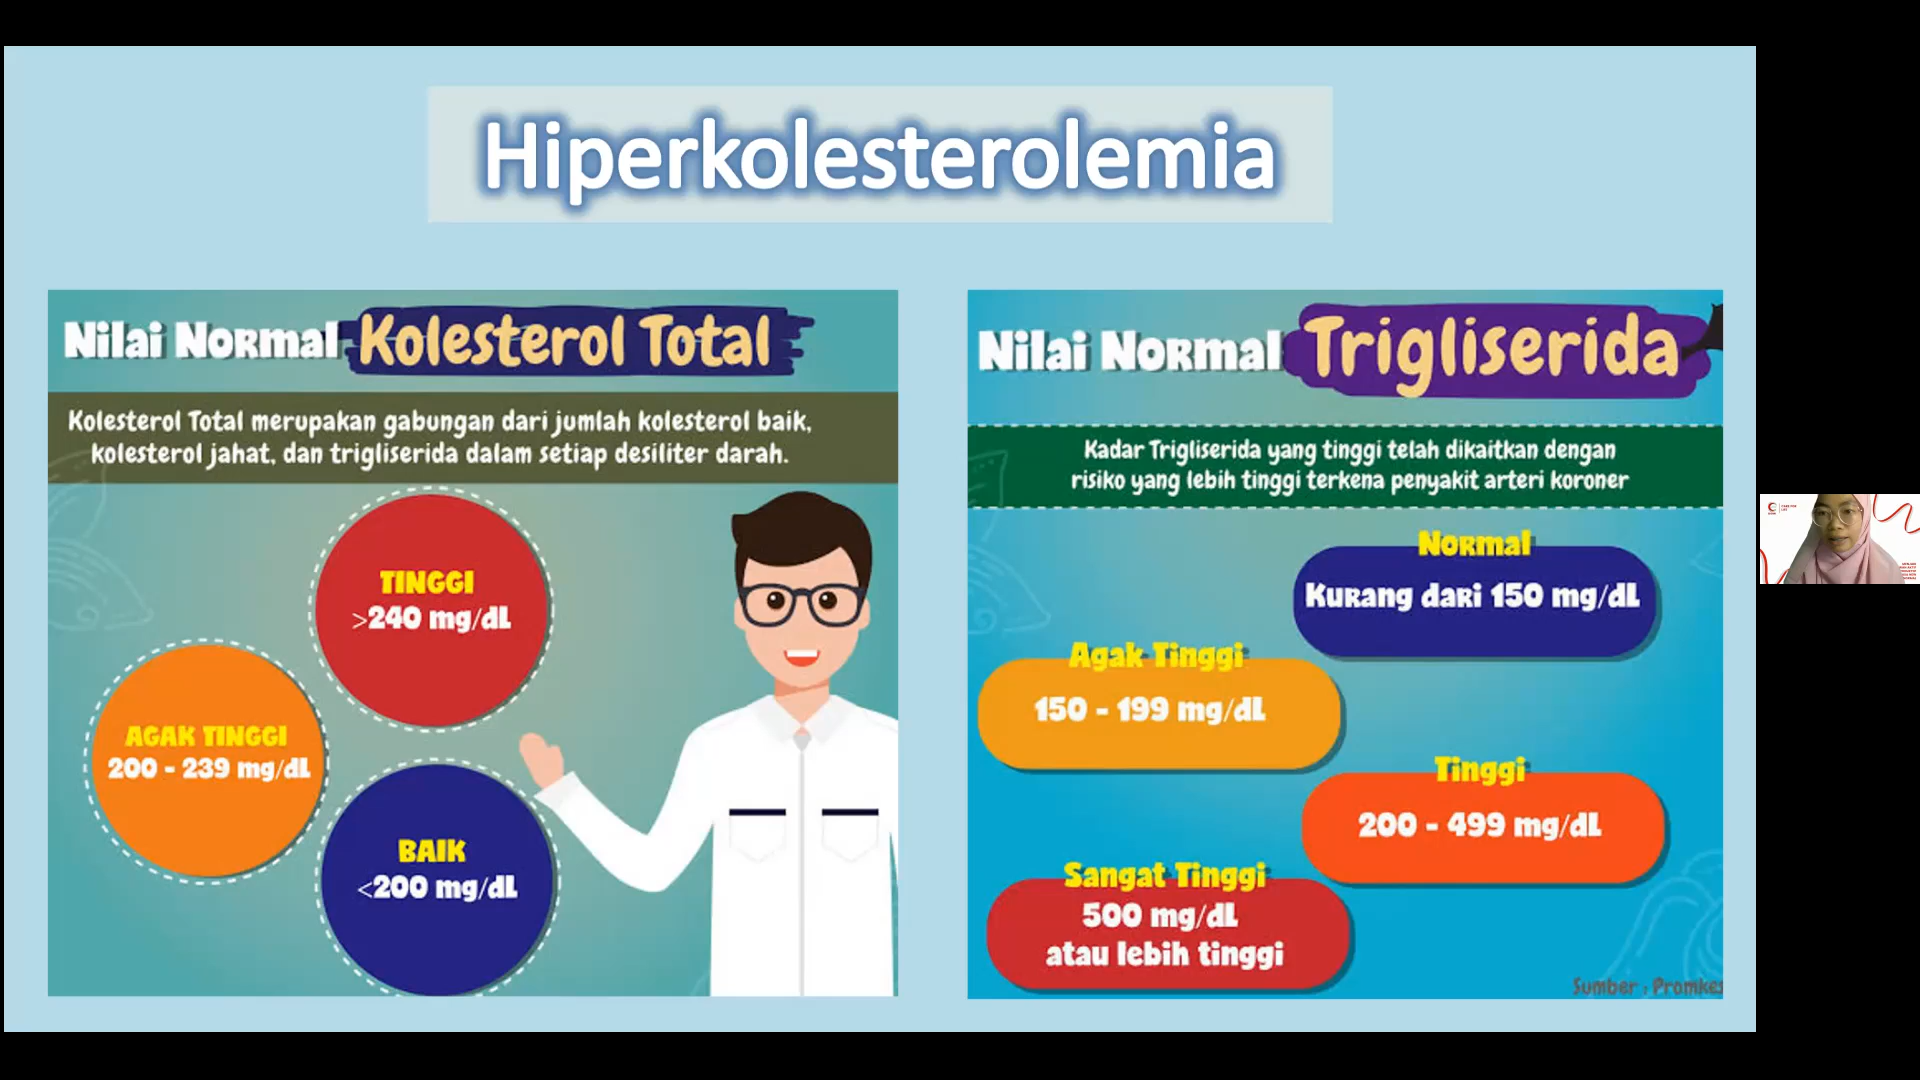 Hiperkolesterolemia
Nilai Normal Kolesterol Total
Kolesterol Total merupakan gabungan dari jumlah kolesterol baik,
kolesterol jahat, dan trigliserida dalam setiap desiliter darah.
TINGGI
>240 mg/dL
AGAK TINGGI
200 - 239 mg/dL
BAIK
<200 mg/dL
Nilai Normal Trigliserida
Kadar Trigliserida yang tinggi telah dikaitkan dengan
risiko yang lebih tinggi terkena penyakit arteri koroner
Normal
Kurang dari 150 mg/dL
Agak Tinggi
150 - 199 mg/dL
Tinggi
200 - 499 mg/dL
Sangat Tinggi
500 mg/dL
atau lebih tinggi
Sumber : Promkes